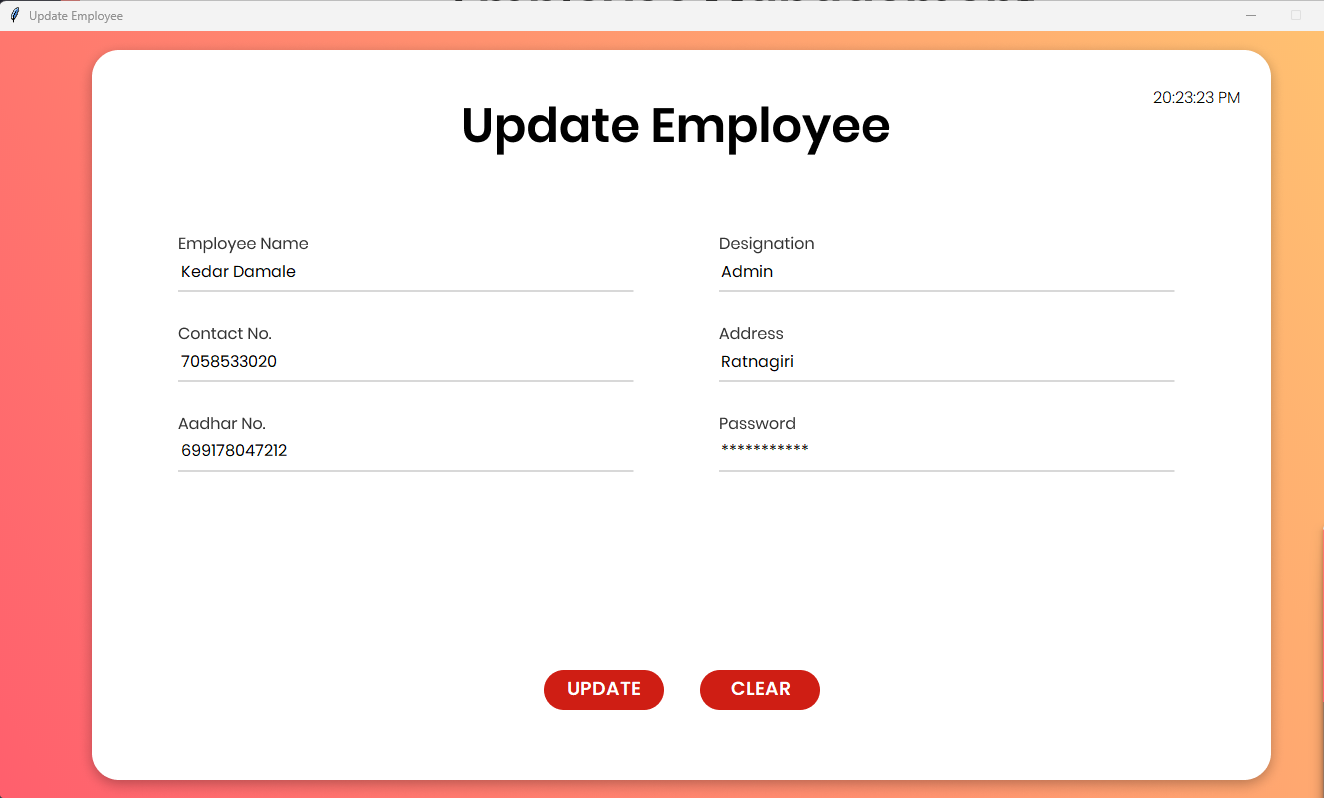 Update Employee
20:23:23 PM
Update Employee
Employee Name
Designation
Kedar Damale
Admin
Contact No.
Address
7058533020
Ratnagiri
Aadhar No.
Password
699178047212
***********
UPDATE
CLEAR